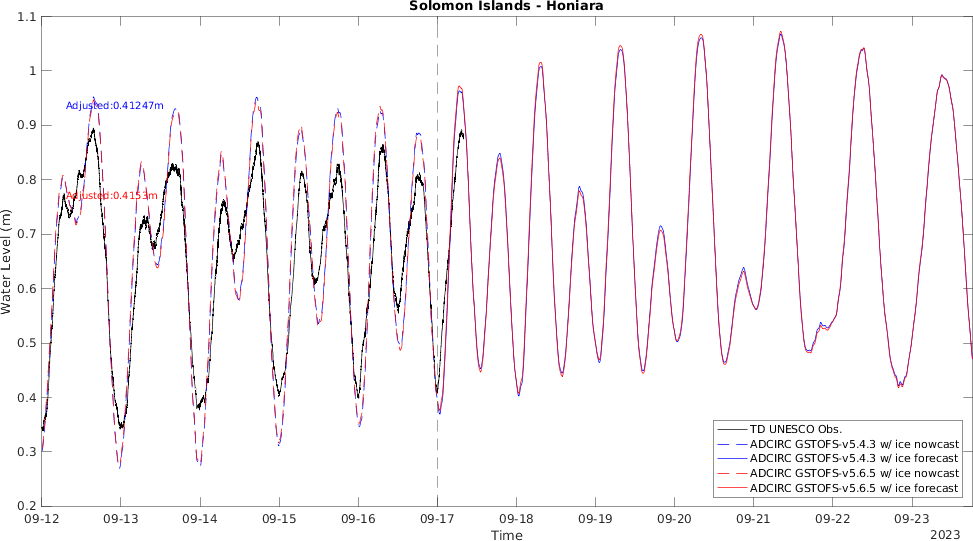 Solomon Islands - Honiara
1.1
1
0.9
0.8
0.7
0.6
0.5
0.4
0.3
0.2
Water Level (m)
Adjusted:0.41247m
Adjusted:0.4153m
TD UNESCO Obs.
ADCIRC GSTOFS-v5.4.3 w/ ice nowcast
ADCIRC GSTOFS-v5.4.3 w/ ice forecast
ADCIRC GSTOFS-v5.6.5 w/ ice nowcast
ADCIRC GSTOFS-v5.6.5 w/ ice forecast
09-12 09-13 09-14 09-15 09-16 09-17 09-18 09-19 09-20 09-21 09-22 09-23
Time
2023